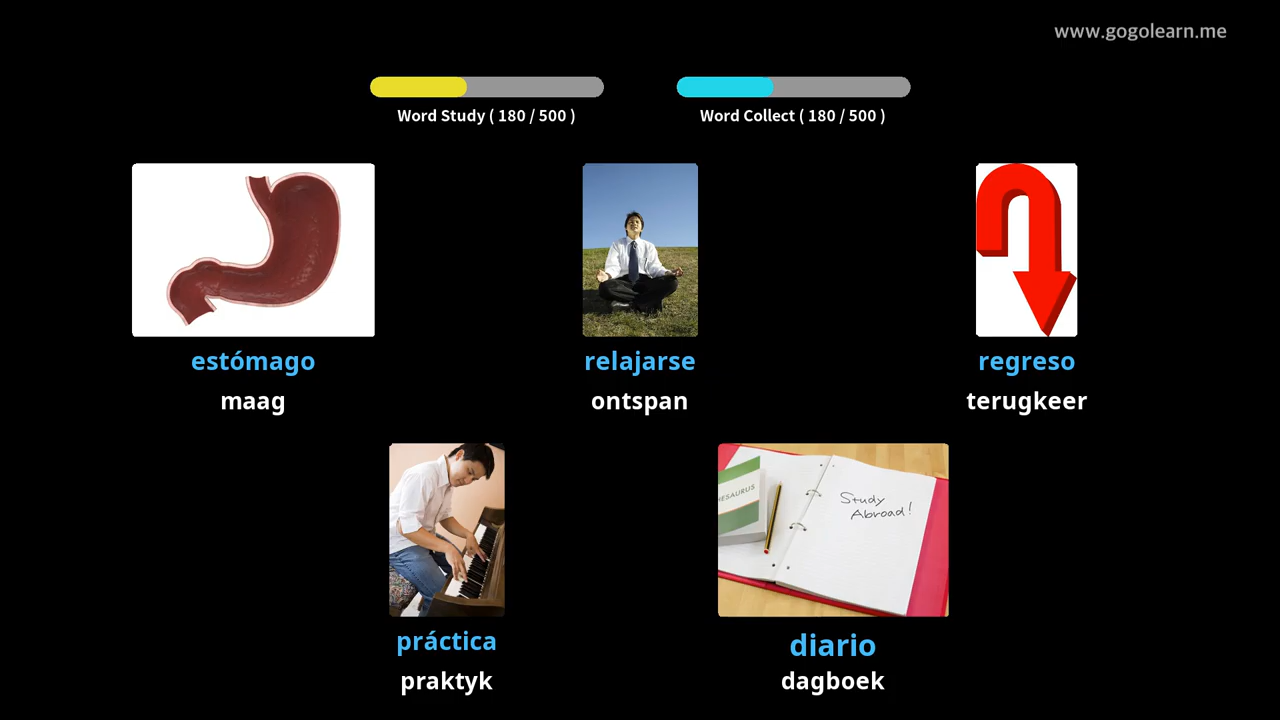 www.gogolearn.me
Word Study ( 180 / 500 )
Word Collect ( 180 / 500 )
estómago
maag
relajarse
ontspan
regreso
terugkeer
HESAURUS
Study
Abroad!
práctica
praktyk
diario
dagboek